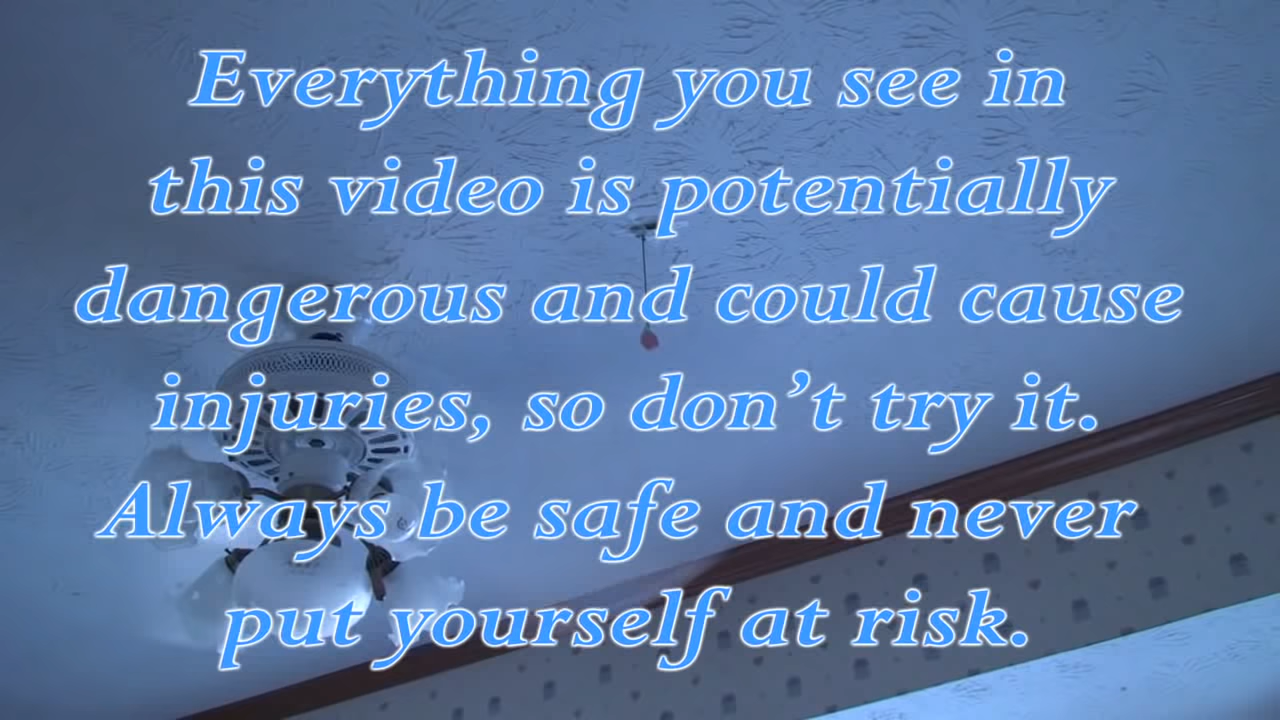 Everything you see in
this video is potentially
dangerous and could cause
injuries, so don’t try it.
Always be safe and never
put yourself at risk.